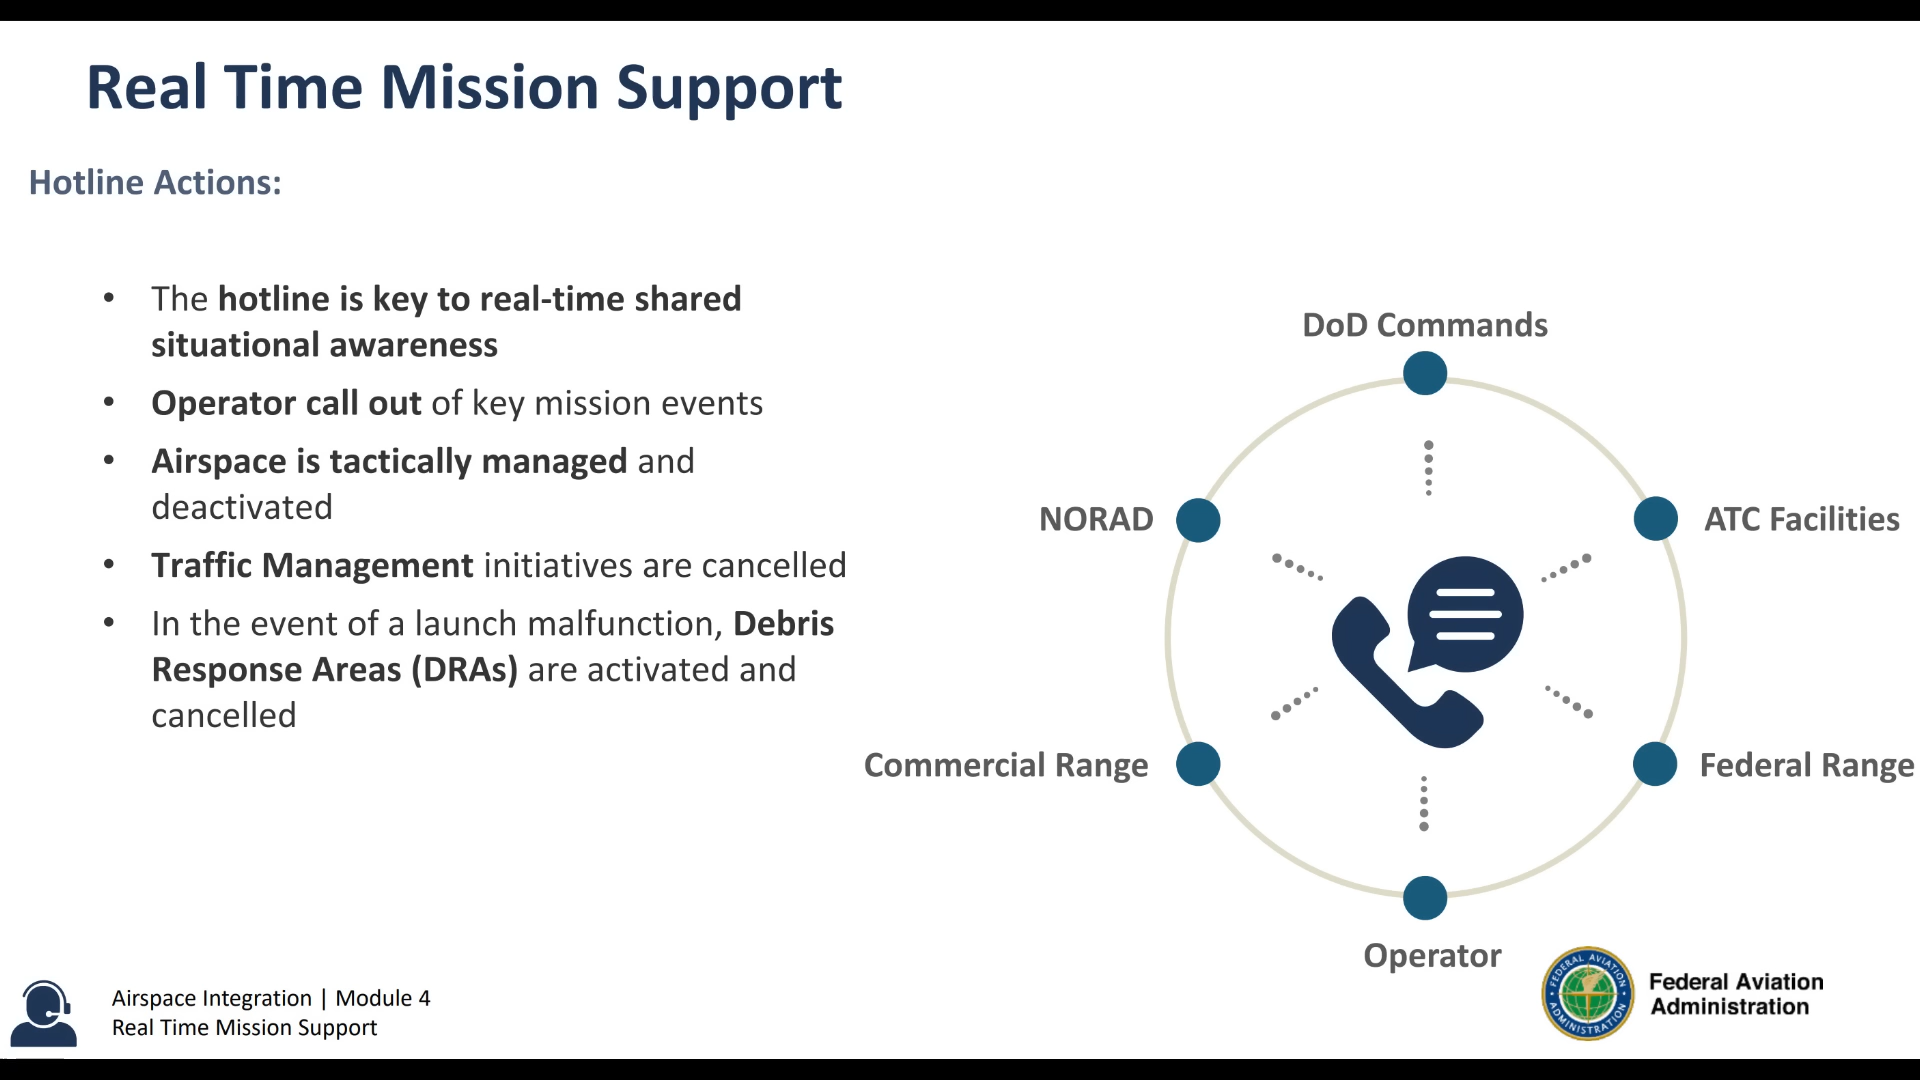 Real Time Mission Support
Hotline Actions:
• The hotline is key to real-time shared
situational awareness
• Operator call out of key mission events
• Airspace is tactically managed and
deactivated
• Traffic Management initiatives are cancelled
• In the event of a launch malfunction, Debris
Response Areas (DRAs) are activated and
cancelled
DoD Commands
NORAD
ATC Facilities
Commercial Range
Federal Range
Operator
Airspace Integration | Module 4
Real Time Mission Support
FEDERAL AVIATION
ADMINISTRATION
Federal Aviation
Administration